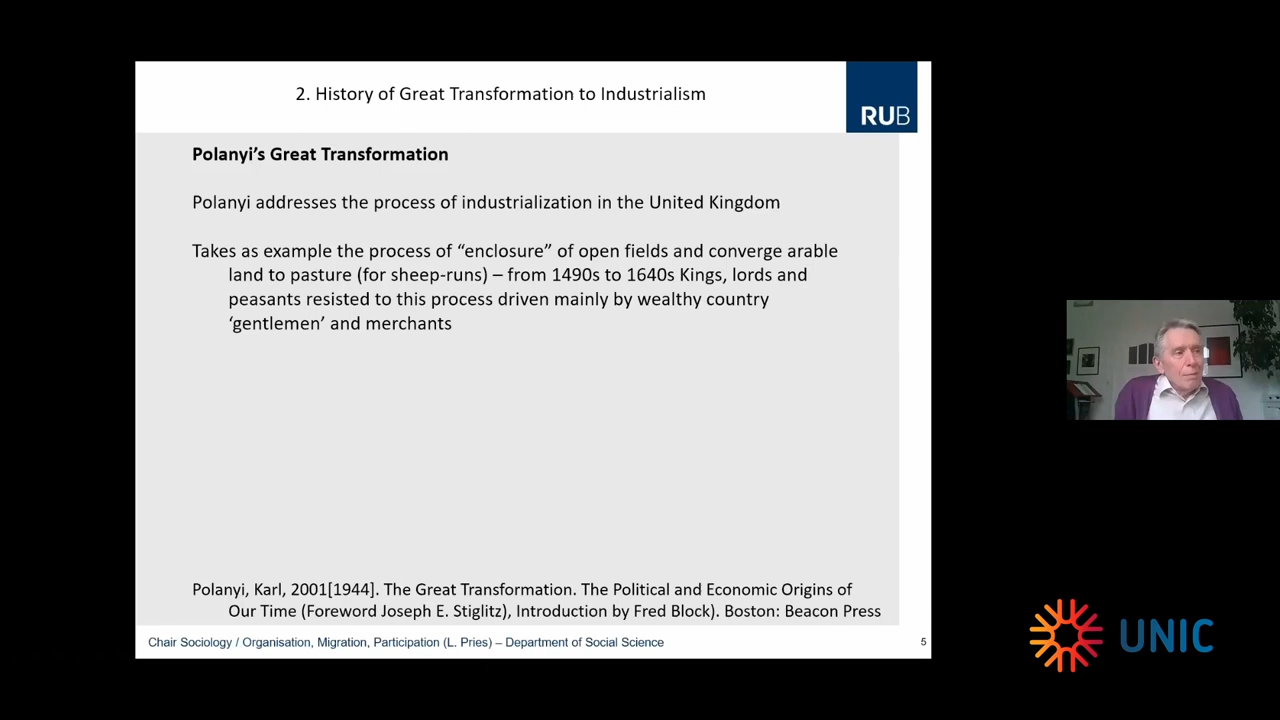 2. History of Great Transformation to Industrialism
RUB
Polanyi’s Great Transformation
Polanyi addresses the process of industrialization in the United Kingdom
Takes as example the process of “enclosure” of open fields and converge arable
land to pasture (for sheep-runs) – from 1490s to 1640s Kings, lords and
peasants resisted to this process driven mainly by wealthy country
‘gentlemen’ and merchants
Polanyi, Karl, 2001[1944]. The Great Transformation. The Political and Economic Origins of
Our Time (Foreword Joseph E. Stiglitz), Introduction by Fred Block). Boston: Beacon Press
Chair Sociology / Organisation, Migration, Participation (L. Pries) – Department of Social Science
5
UNIC